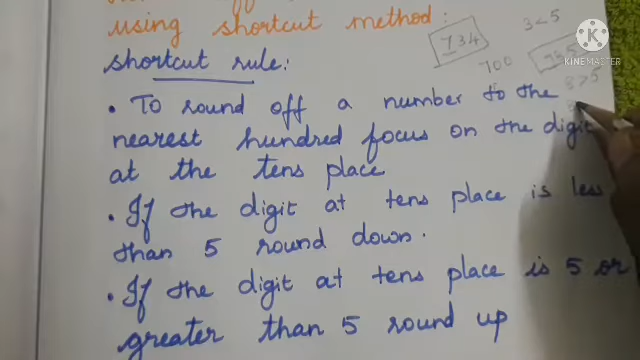 using shortcut method:
3<5
734
shortcut rule:
700
KINEMASTER
• To round off a number to the
nearest hundred focus on the digit
at the tens place
• If the digit at tens place is less
than 5 round down.
• If the digit at tens place is 5 or
greater than 5 round up